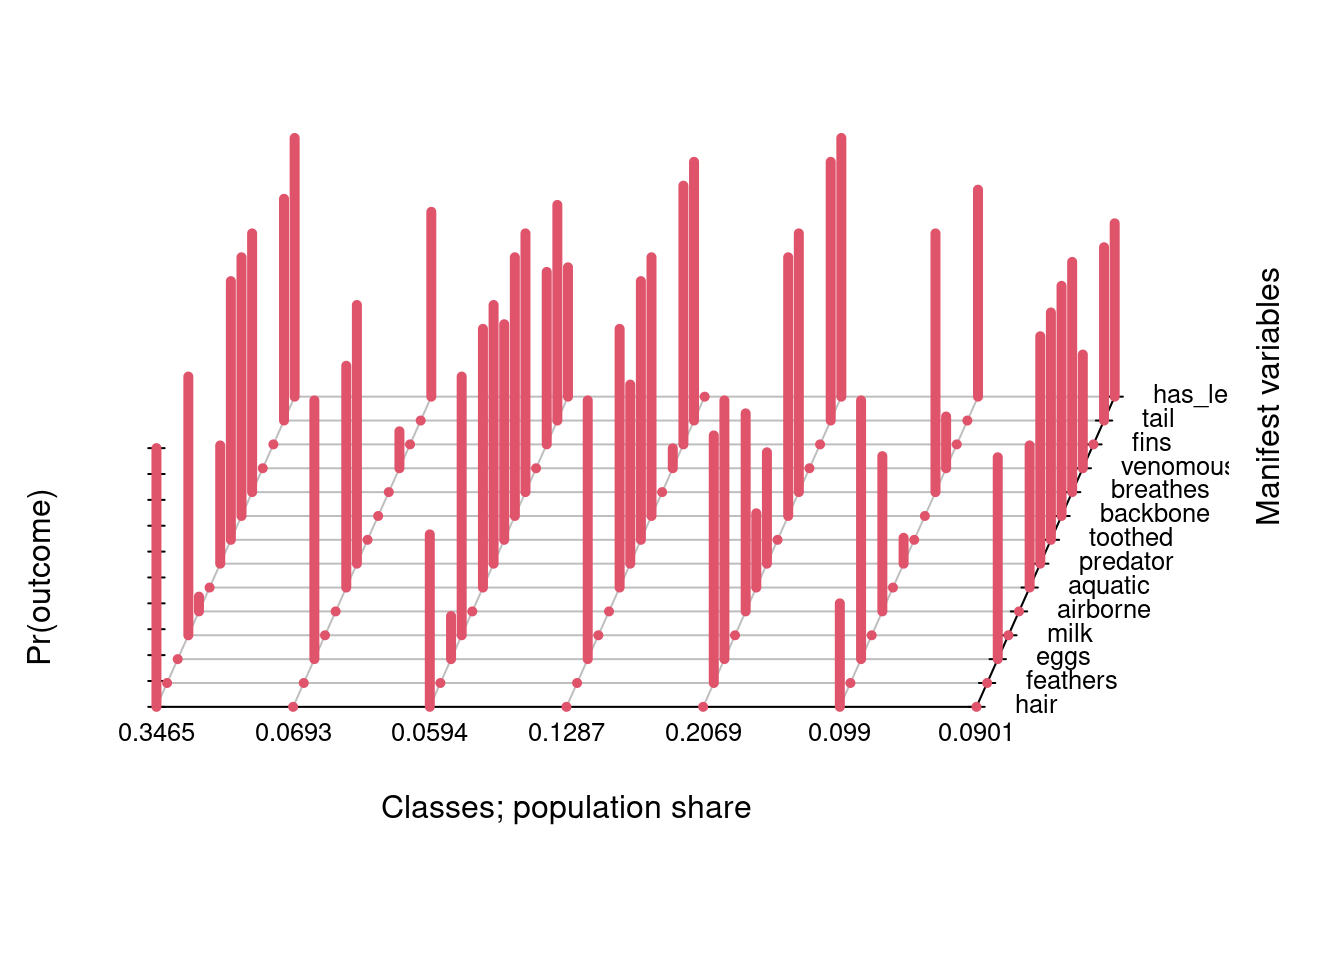 has_le
tail
fins
venomous
breathes
backbone
toothed
predator
aquatic
airborne
milk
eggs
feathers
hair
Manifest variables
Pr(outcome)
0.3465 0.0693 0.0594 0.1287 0.2069 0.099 0.0901
Classes; population share